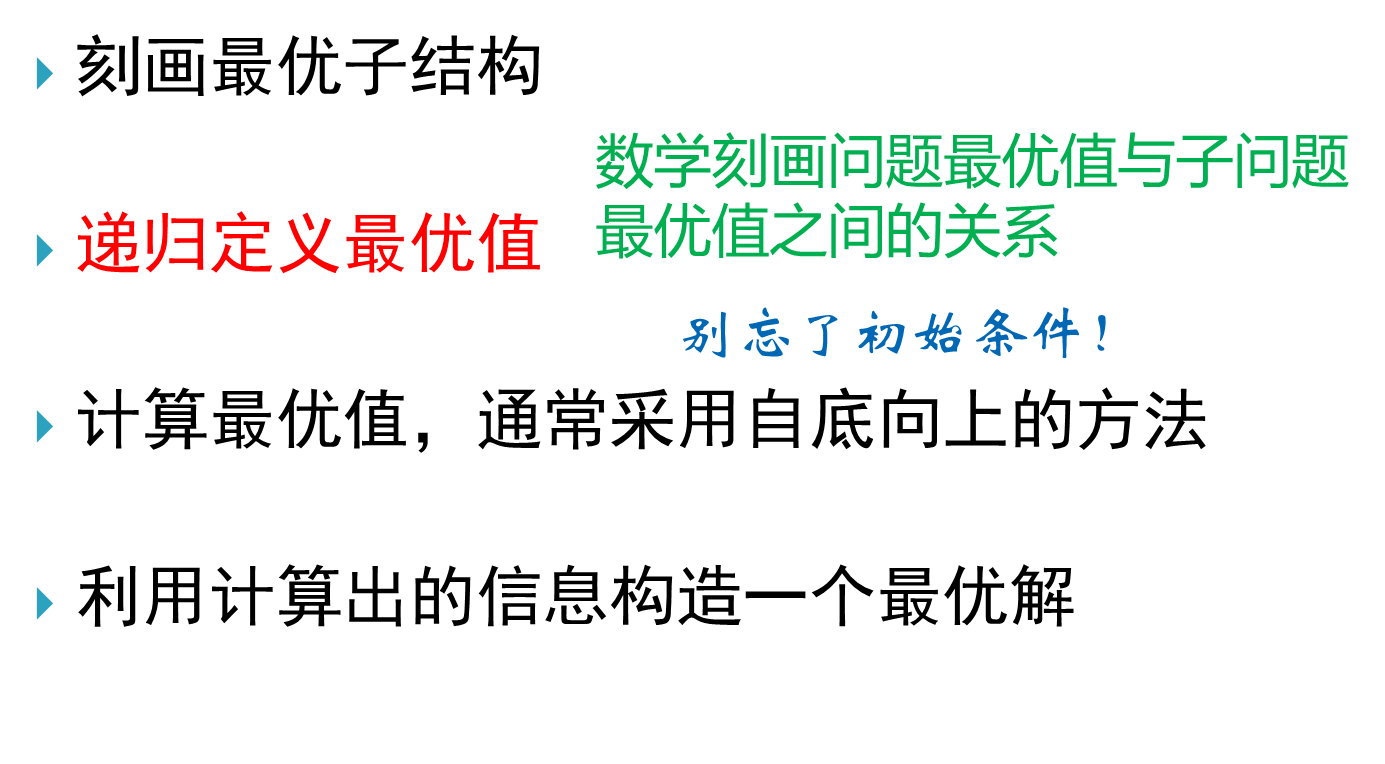 刻画最优子结构
数学刻画问题最优值与子问题
最优值之间的关系
递归定义最优值
别忘了初始条件！
计算最优值，通常采用自底向上的方法
利用计算出的信息构造一个最优解